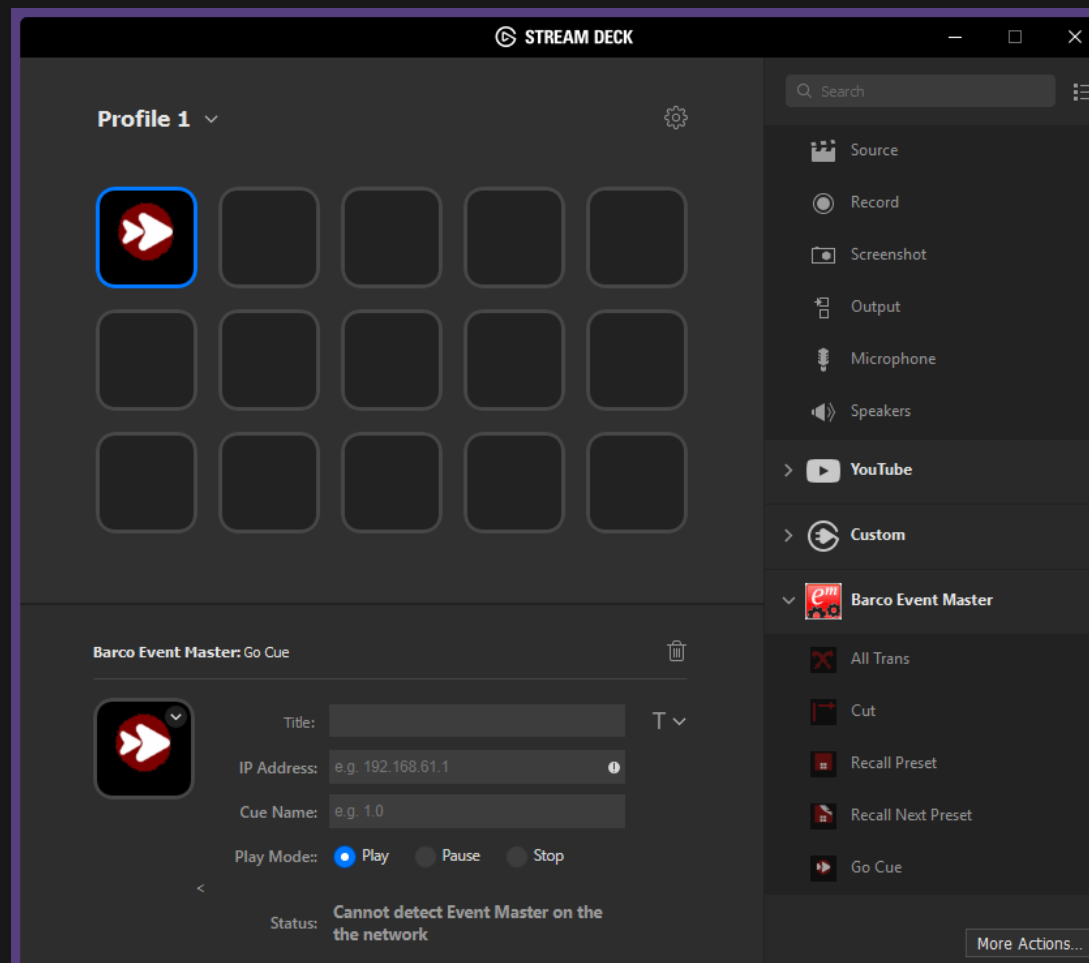 STREAM DECK
Profile 1
Search
Source
Record
Screenshot
Output
Microphone
Speakers
YouTube
Custom
em
Barco Event Master
All Trans
Cut
Recall Preset
Recall Next Preset
Go Cue
More Actions...
Barco Event Master: Go Cue
Title:
T
IP Address: e.g. 192.168.61.1
Cue Name: e.g. 1.0
Play Mode:: Play Pause Stop
<
Status: Cannot detect Event Master on the
the network